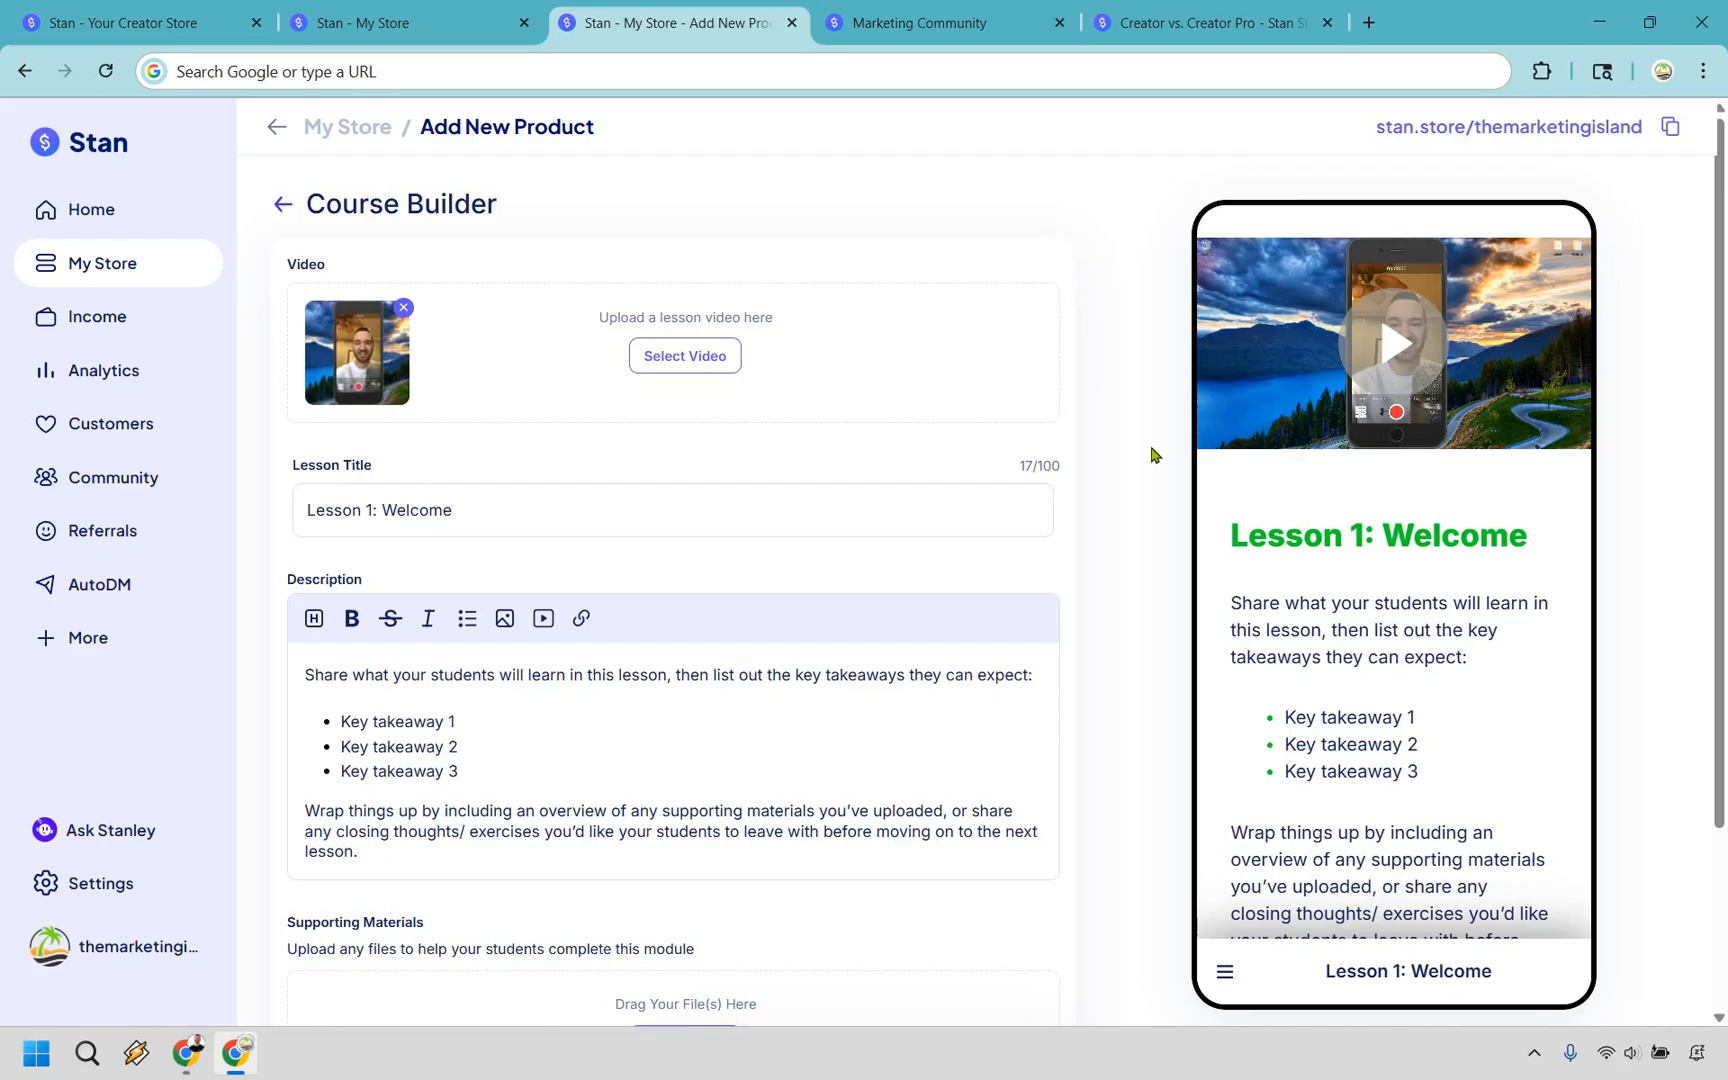 Stan - Your Creator Store
Stan - My Store
Stan - My Store - Add New Pro
Marketing Community
Creator vs. Creator Pro - Stan S
Search Google or type a URL
Stan
My Store / Add New Product
stan.store/themarketingisland
Home
My Store
Income
Analytics
Customers
Community
Referrals
AutoDM
More
Ask Stanley
Settings
themarketingi...
Course Builder
Video
Upload a lesson video here
Select Video
Lesson Title
17/100
Lesson 1: Welcome
Description
H B S I
Share what your students will learn in this lesson, then list out the key takeaways they can expect:
• Key takeaway 1
• Key takeaway 2
• Key takeaway 3
Wrap things up by including an overview of any supporting materials you've uploaded, or share
any closing thoughts/ exercises you'd like your students to leave with before moving on to the next
lesson.
Supporting Materials
Upload any files to help your students complete this module
Drag Your File(s) Here
Lesson 1: Welcome
Share what your students will learn in
this lesson, then list out the key
takeaways they can expect:
• Key takeaway 1
• Key takeaway 2
• Key takeaway 3
Wrap things up by including an
overview of any supporting materials
you've uploaded, or share any
closing thoughts/ exercises you'd like
your students to leave with before
Lesson 1: Welcome